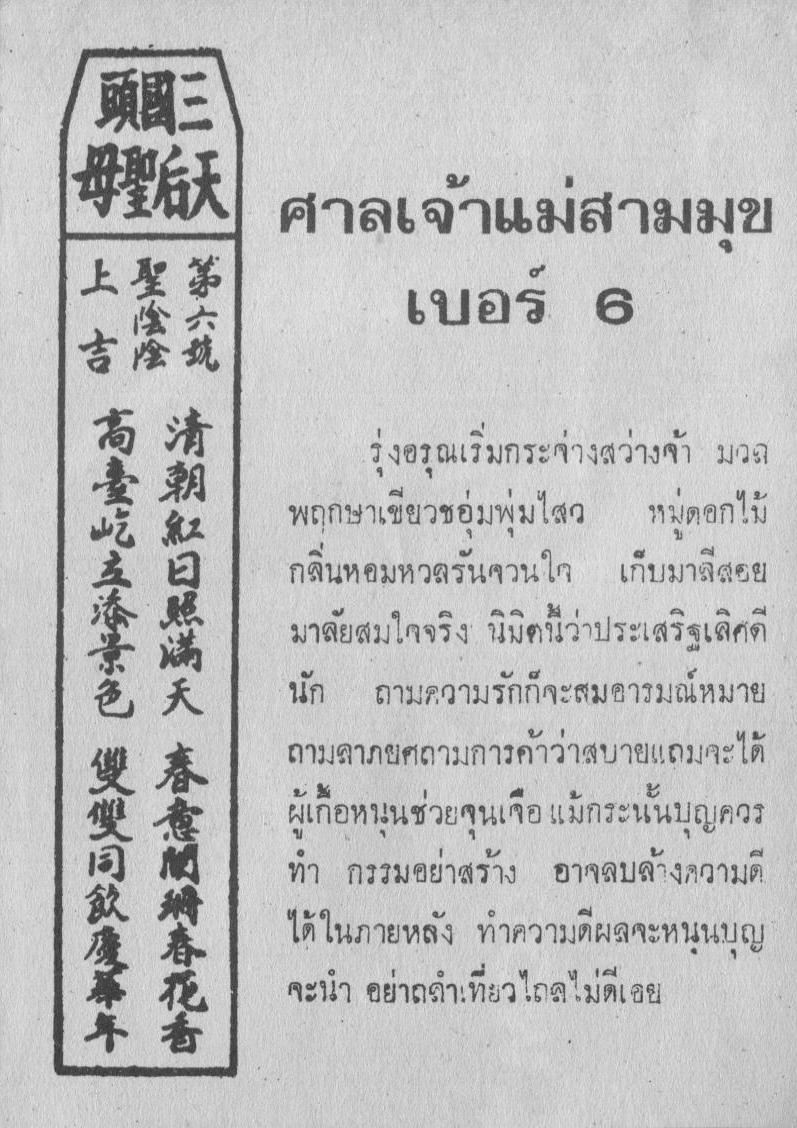 三國頭
天后聖母
第六號
聖陰陰
上吉
清朝紅日照滿天
高臺屹立添景色
春意闌珊春花香
雙雙同飲慶華年
ศาลเจ้าแม่สามมุข
เบอร์ 6
รุ่งอรุณเริ่มกระจ่างสว่างจ้า มวล
พฤกษาเขียวชอุ่มพุ่มไสว หมู่ดอกไม้
กลิ่นหอมหวลรันจวนใจ เก็บมาลีสอย
มาลัยสมใจจริง นิมิตนี้ว่าประเสริฐเลิศดี
นัก ถามความรักก็จะสมอารมณ์หมาย
ถามลาภยศถามการค้าว่าสบายแถมจะได้
ผู้เกื้อหนุนช่วยจุนเจือ แม้กระนั้นบุญควร
ทำ กรรมอย่าสร้าง อาจลบล้างความดี
ได้ในภายหลัง ทำความดีผลจะหนุนบุญ
จะนำ อย่าถลำเที่ยวไถลไม่ดีเอย